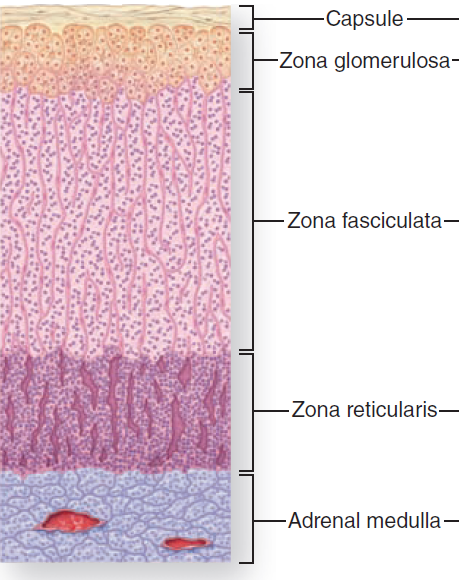 Capsule
Zona glomerulosa
Zona fasciculata
Zona reticularis
Adrenal medulla